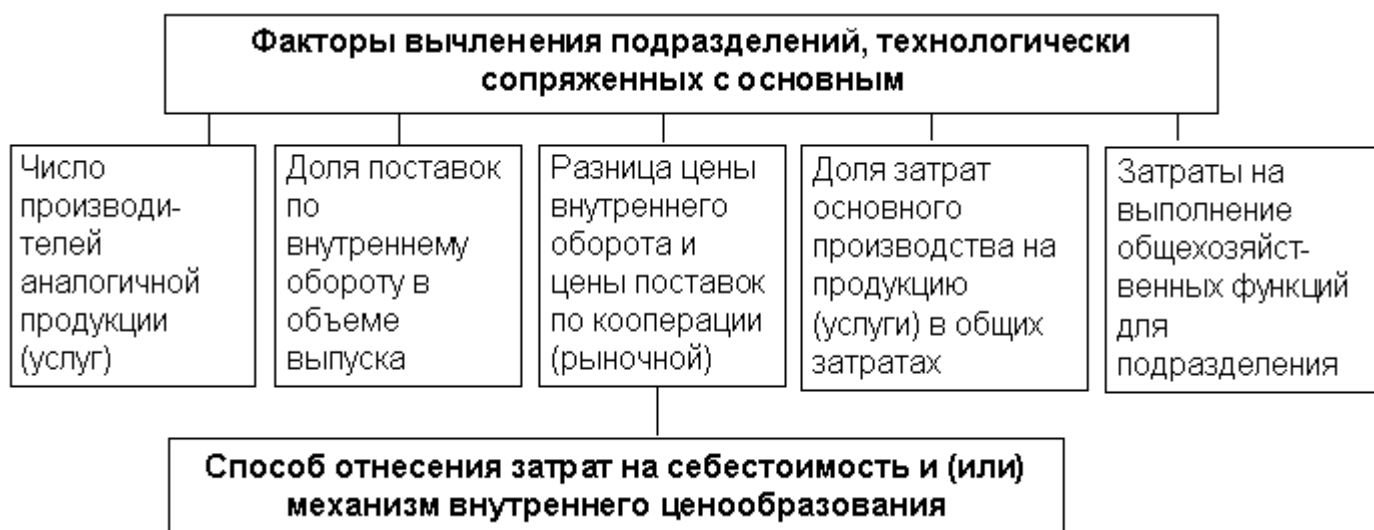 Факторы вычленения подразделений, технологически
сопряженных с основным
Число
производи-
телей
аналогичной
продукции
(услуг)
Доля поставок
по
внутреннему
обороту в
объеме
выпуска
Разница цены
внутреннего
оборота и
цены поставок
по кооперации
(рыночной)
Доля затрат
основного
производства на
продукцию
(услуги) в общих
затратах
Затраты на
выполнение
общехозяйст-
венных функций
для
подразделения
Способ отнесения затрат на себестоимость и (или)
механизм внутреннего ценообразования